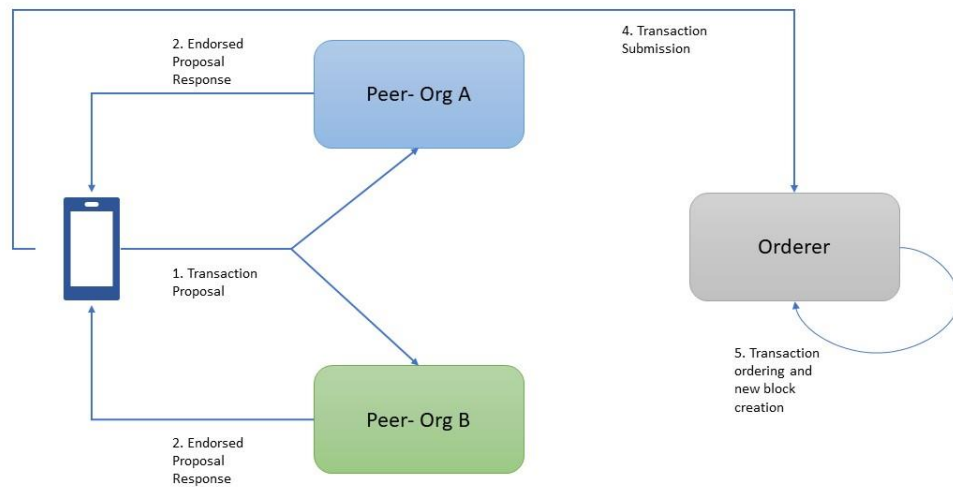 2. Endorsed
Proposal
Response
Peer- Org A
4. Transaction
Submission
1. Transaction
Proposal
Orderer
Peer- Org B
5. Transaction
ordering and
new block
creation
2. Endorsed
Proposal
Response